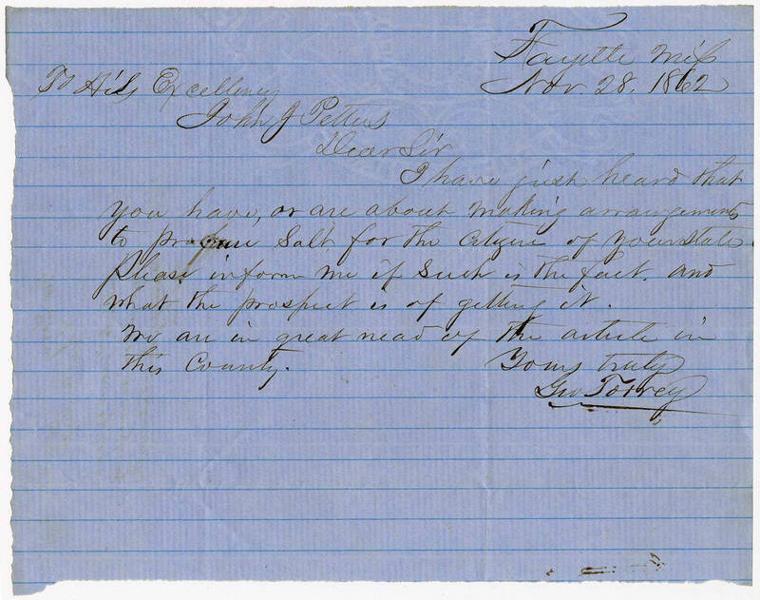 Fayette Miss
Nov 28. 1862
To His Excellency
John J Pettus
Dear Sir
I have just heard that
you have, or are about making arrangements
to procure Salt for the Citizens of your state.
Please inform me if such is the fact. and
what the prospect is of getting it.
We are in great nead of the article in
this County.
Yours truly
Geo Torrey